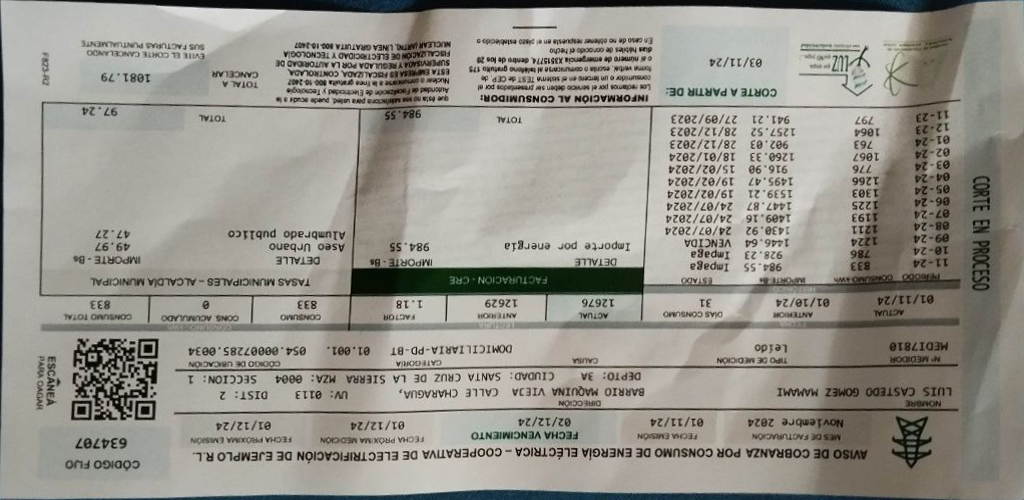 AVISO DE COBRANZA POR CONSUMO DE ENERGÍA ELÉCTRICA – COOPERATIVA DE ELECTRIFICACIÓN DE EJEMPLO R.L.
CÓDIGO FIJO
634707
MES DE FACTURACIÓN
Noviembre 2024
FECHA EMISIÓN
01/11/24
FECHA VENCIMIENTO
02/12/24
FECHA PRÓXIMA MEDICIÓN
01/12/24
FECHA PRÓXIMA EMISIÓN
01/12/24
NOMBRE
LUIS CASTEDO GOMEZ MAMANI
DIRECCIÓN
BARRIO MAQUINA VIEJA CALLE CHARAGUA, UV: 0113 DIST: 2
DEPTO: 3A CIUDAD: SANTA CRUZ DE LA SIERRA MZA: 0004 SECCION: 1
ESCANEÁ
PARA PAGAR
Nº MEDIDOR
MEDI7810
TIPO DE MEDICIÓN
Leido
CAUSA
CATEGORÍA
DOMICILIARIA-PD-BT
CÓDIGO DE UBICACIÓN
01.001. 054.00007285.0034
FECHA
ACTUAL
01/11/24
ANTERIOR
01/10/24
DÍAS CONSUMO
31
LECTURA
ACTUAL
12676
ANTERIOR
12629
FACTOR
1.18
CONSUMO - kWh
CONSUMO
833
CONS. ACUMULADO
0
CONSUMO TOTAL
833
PERIODO CONSUMO-kWh IMPORTE-Bs ESTADO
11-24 833 984.55 Impaga
10-24 786 928.23 Impaga
09-24 1224 1446.64 VENCIDA
08-24 1211 1430.92 24/07/2024
07-24 1193 1409.16 24/07/2024
06-24 1225 1447.87 24/07/2024
05-24 1303 1539.21 19/02/2024
04-24 1266 1495.47 19/02/2024
03-24 776 916.90 15/02/2024
02-24 1067 1260.33 18/01/2024
01-24 763 902.03 28/12/2023
12-23 1064 1257.52 28/12/2023
11-23 797 941.21 27/09/2023
FACTURACIÓN - CRE
DETALLE IMPORTE - Bs
Importe por energía 984.55
TOTAL 984.55
TASAS MUNICIPALES – ALCALDÍA MUNICIPAL
DETALLE IMPORTE - Bs
Aseo Urbano 49.97
Alumbrado publico 47.27
TOTAL 97.24
CORTE EN PROCESO
LUZ
CORTE A PARTIR DE:
03/11/24
INFORMACIÓN AL CONSUMIDOR:
Los reclamos por el servicio deben ser presentados por el
consumidor o un tercero en el sistema TEST de CEP, de
forma verbal, escrita o comunicarse al teléfono gratuito 175
o al número de emergencia 3535774, dentro de los 20
días hábiles de conocido el hecho
En caso de no obtener respuesta en el plazo establecido o
que ésta no sea satisfactoria para usted, puede acudir a la
Autoridad de Fiscalización de Electricidad y Tecnología
Nuclear o comunicarse a la línea gratuita 800-10-2407
ESTA EMPRESA ES FISCALIZADA, CONTROLADA,
SUPERVISADA Y REGULADA POR LA AUTORIDAD DE
FISCALIZACIÓN DE ELECTRICIDAD Y TECNOLOGÍA
NUCLEAR (AETN), LINEA GRATUITA 800-10-2407
TOTAL A
CANCELAR
1081.79
EVITE EL CORTE CANCELANDO
SUS FACTURAS PUNTUALMENTE
F823-R2